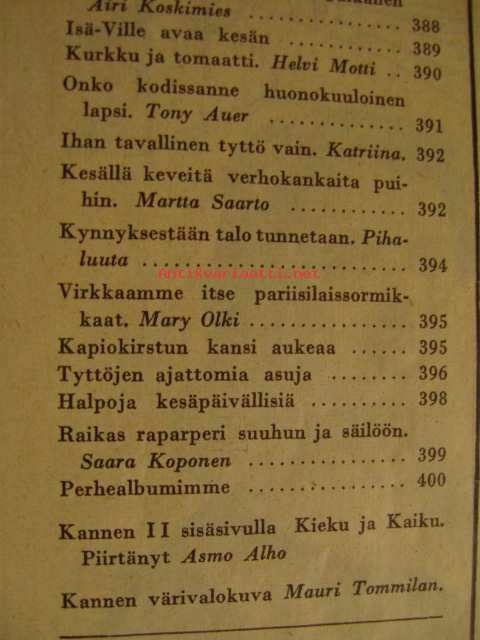 Airi Koskimies ............... 388
Isä-Ville avaa kesän ............ 389
Kurkku ja tomaatti. Helvi Motti .. 390
Onko kodissanne huonokuuloinen
lapsi. Tony Auer .............. 391
Ihan tavallinen tyttö vain. Katriina. 392
Kesällä keveitä verhokankaita pui-
hin. Martta Saarto ............ 392
Kynnyksestään talo tunnetaan. Piha-
luuta .......................... 394
Antikvariaatti.net
Virkkaamme itse pariisilaissormik-
kaat. Mary Olki ................ 395
Kapiokirstun kansi aukeaa ...... 395
Tyttöjen ajattomia asuja ........ 396
Halpoja kesäpäivällisiä .......... 398
Raikas raparperi suuhun ja säilöön.
Saara Koponen ................ 399
Perhealbumimme ................ 400
Kannen II sisäsivulla Kieku ja Kaiku.
Piirtänyt Asmo Alho
Kannen värivalokuva Mauri Tommilan.